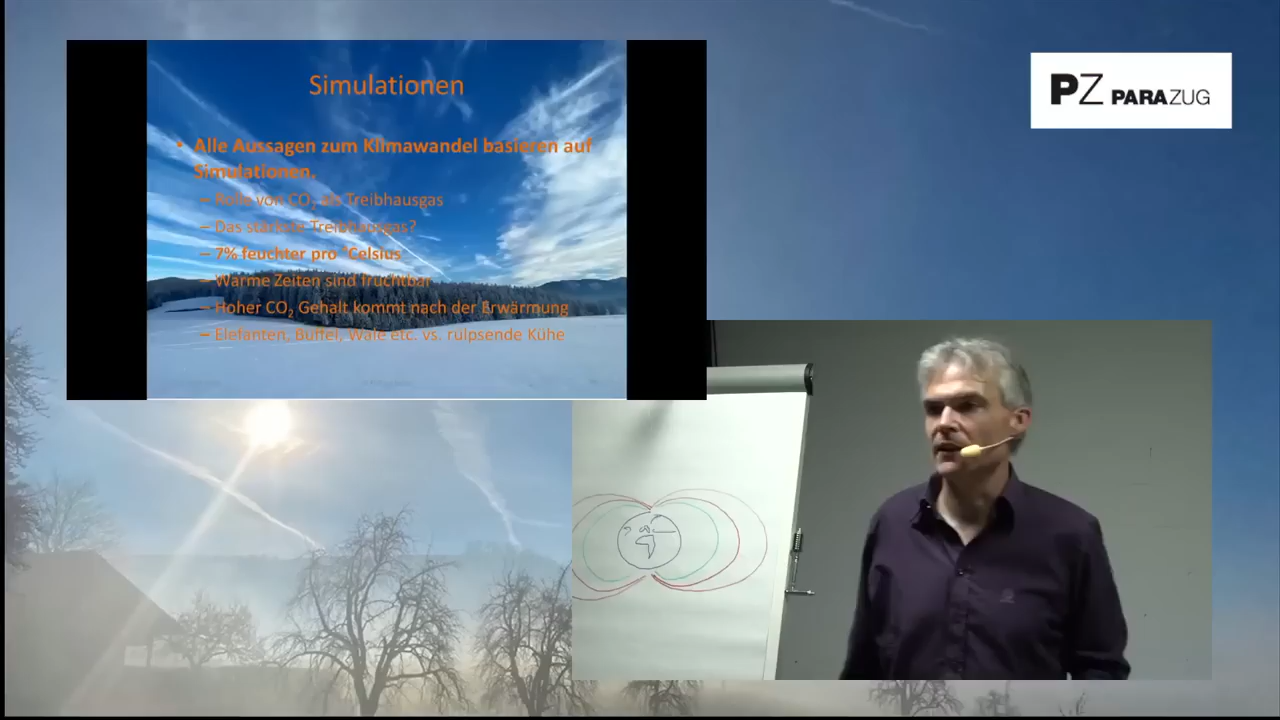 Simulationen
• Alle Aussagen zum Klimawandel basieren auf
Simulationen.
– Rolle von CO₂ als Treibhausgas
– Das stärkste Treibhausgas?
– 7% feuchter pro °Celsius
– Warme Zeiten sind fruchtbar
– Hoher CO₂ Gehalt kommt nach der Erwärmung
– Elefanten, Büffel, Wale etc. vs. rülpsende Kühe
PZ PARAZUG